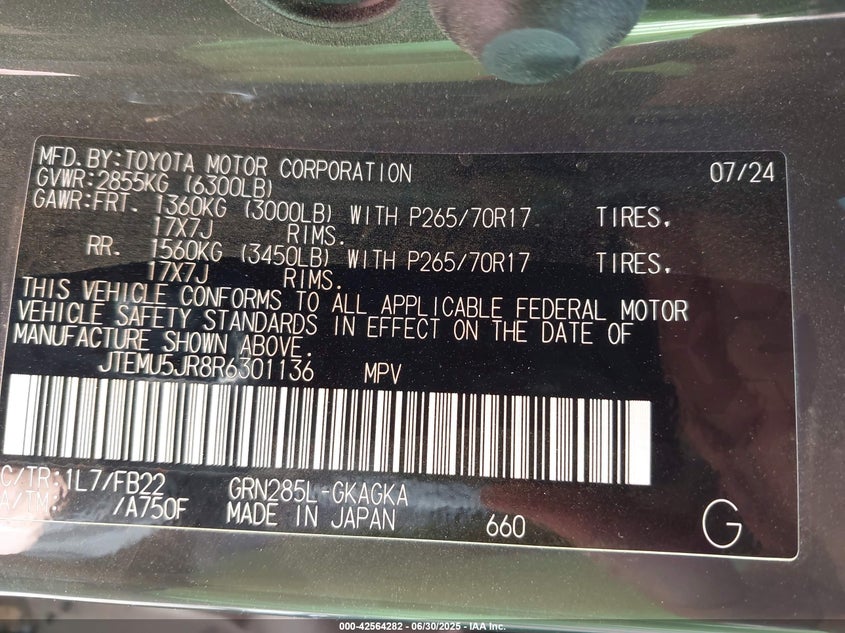 MFD.BY:TOYOTA MOTOR CORPORATION 07/24
GVWR:2855KG (6300LB)
GAWR:FRT. 1360KG (3000LB) WITH P265/70R17 TIRES.
17X7J RIMS.
RR. 1560KG (3450LB) WITH P265/70R17 TIRES.
17X7J RIMS.
THIS VEHICLE CONFORMS TO ALL APPLICABLE FEDERAL MOTOR
VEHICLE SAFETY STANDARDS IN EFFECT ON THE DATE OF
MANUFACTURE SHOWN ABOVE.
JTEMU5JR8R6301136 MPV
C/TR:1L7/FB22 GRN285L-GKAGKA
A/TM: /A750F MADE IN JAPAN 660 G
000-42564282 - 06/30/2025 - IAA Inc.